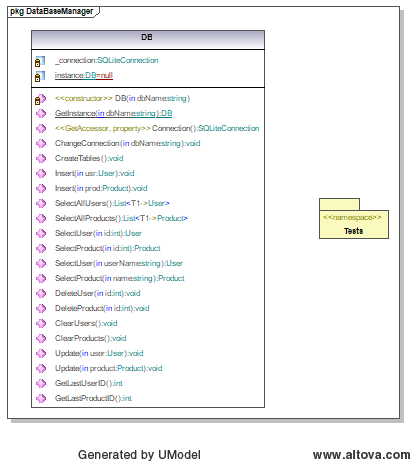 pkg DataBaseManager
DB
_connection:SQLiteConnection
instance:DB=null
<<constructor>> DB(in dbName:string)
GetInstance(in dbName:string):DB
<<GetAccessor, property>> Connection():SQLiteConnection
ChangeConnection(in dbName:string):void
CreateTables():void
Insert(in usr:User):void
Insert(in prod:Product):void
SelectAllUsers():List<T1->User>
SelectAllProducts():List<T1->Product>
SelectUser(in id:int):User
SelectProduct(in id:int):Product
SelectUser(in userName:string):User
SelectProduct(in name:string):Product
DeleteUser(in id:int):void
DeleteProduct(in id:int):void
ClearUsers():void
ClearProducts():void
Update(in user:User):void
Update(in product:Product):void
GetLastUserID():int
GetLastProductID():int
<<namespace>>
Tests
Generated by UModel
www.altova.com